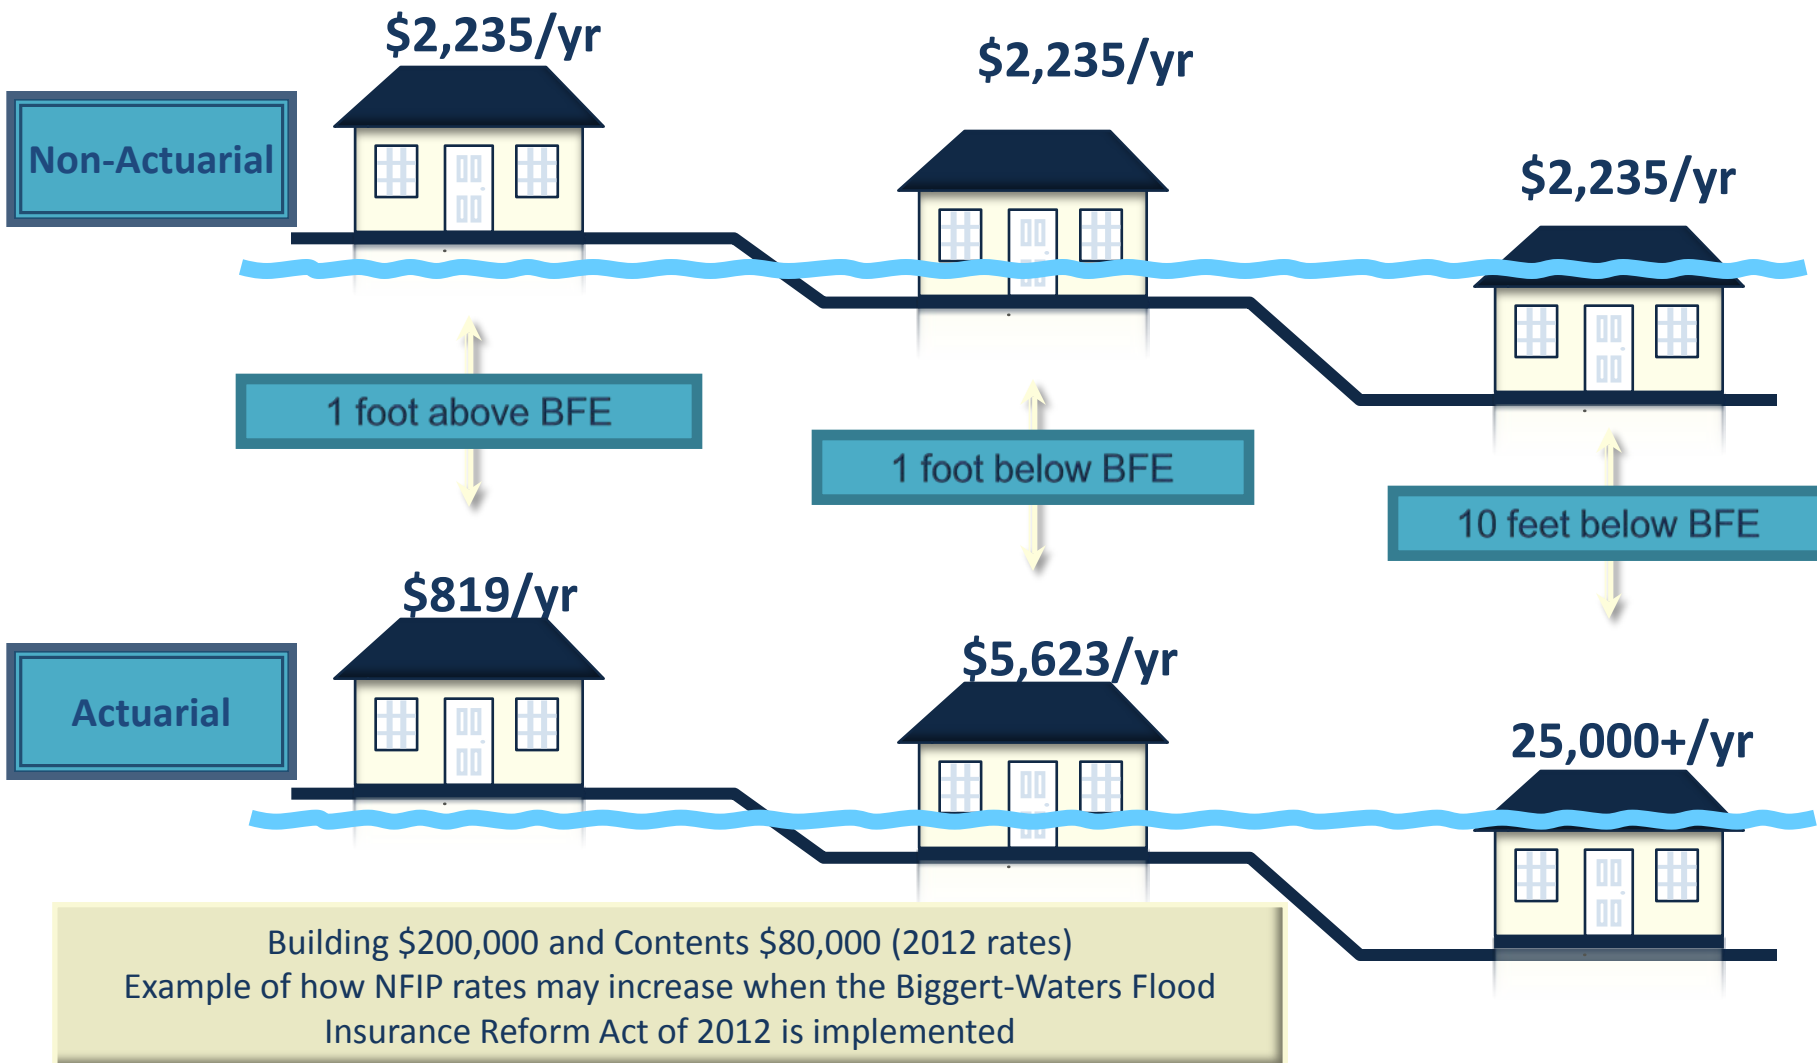 $2,235/yr
$2,235/yr
Non-Actuarial
$2,235/yr
1 foot above BFE
1 foot below BFE
10 feet below BFE
$819/yr
$5,623/yr
Actuarial
25,000+/yr
Building $200,000 and Contents $80,000 (2012 rates)
Example of how NFIP rates may increase when the Biggert-Waters Flood
Insurance Reform Act of 2012 is implemented